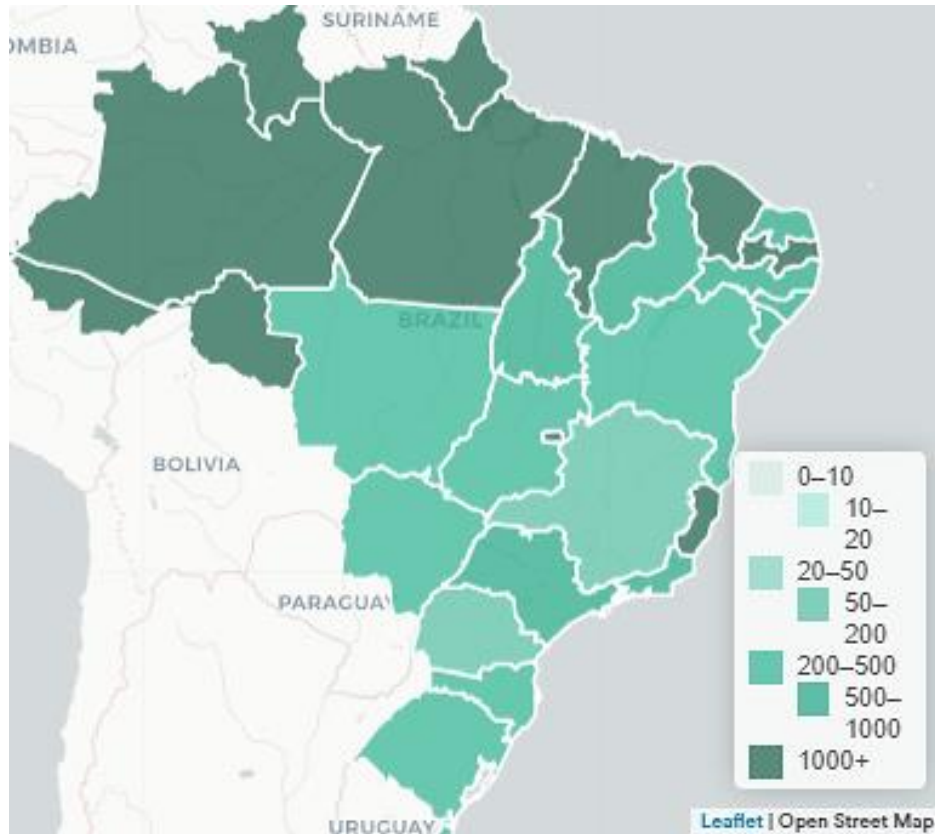 SURINAME
OMBIA
BRAZIL
BOLIVIA
PARAGUAY
URUGUAY
0–10
10–
20
20–50
50–
200
200–500
500–
1000
1000+
Leaflet | Open Street Map